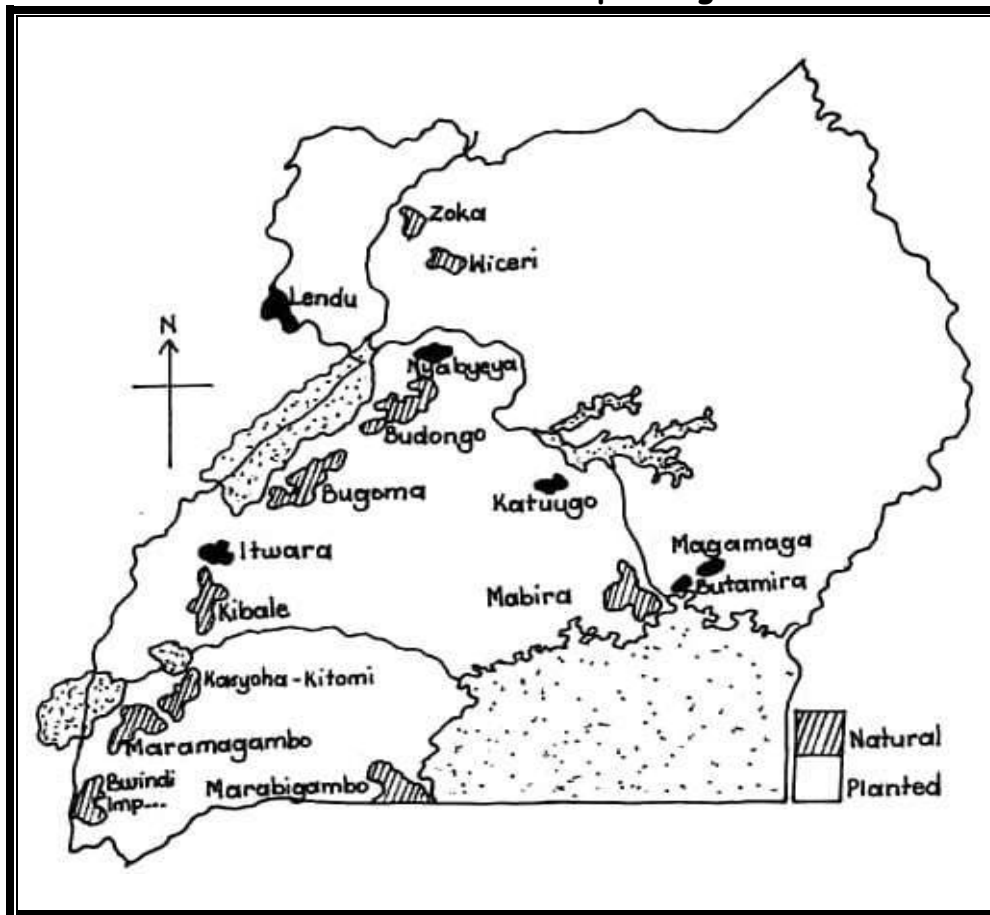 Zoka
Wiceri
Lendu
N
Nyabyeya
Budongo
Bugoma
Katuugo
Itwara
Magamaga
Butamira
Mabira
Kibale
Kasyoha-Kitomi
Maramagambo
Natural
Bwindi
Imp...
Marabigambo
Planted